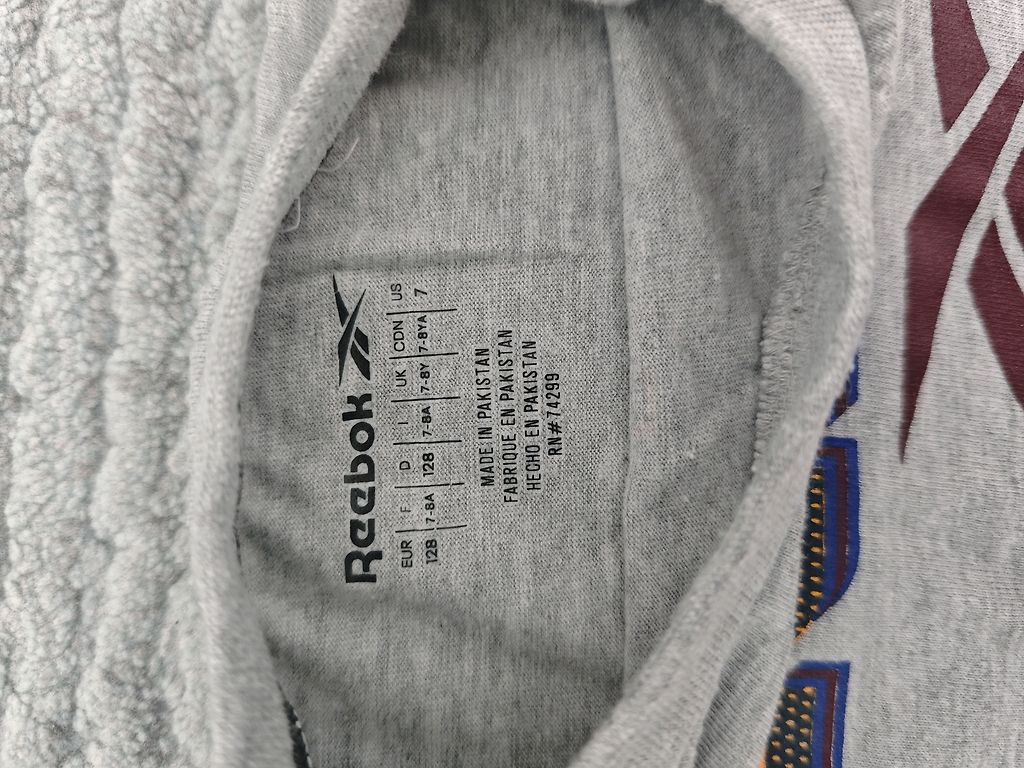 Reebok
EUR | F | D | I | UK | CDN | US
128 | 7-8A | 128 | 7-8A | 7-8Y | 7-8YA | 7
MADE IN PAKISTAN
FABRIQUE EN PAKISTAN
HECHO EN PAKISTAN
RN#74299